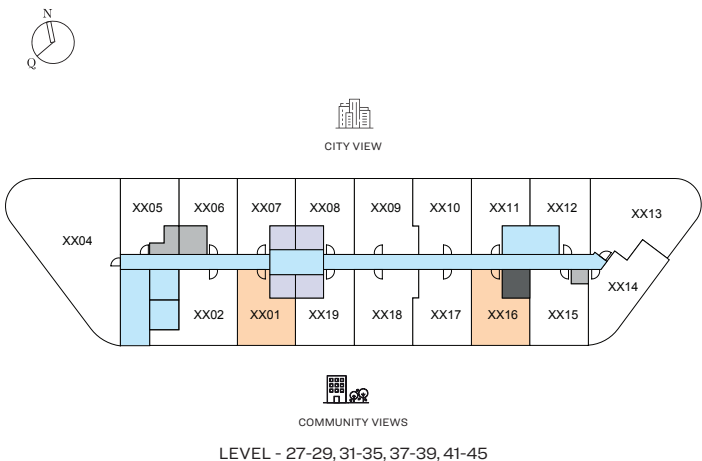 N
Q
CITY VIEW
XX05 XX06 XX07 XX08 XX09 XX10 XX11 XX12
XX04 XX13
XX14
XX02 XX01 XX19 XX18 XX17 XX16 XX15
COMMUNITY VIEWS
LEVEL - 27-29, 31-35, 37-39, 41-45